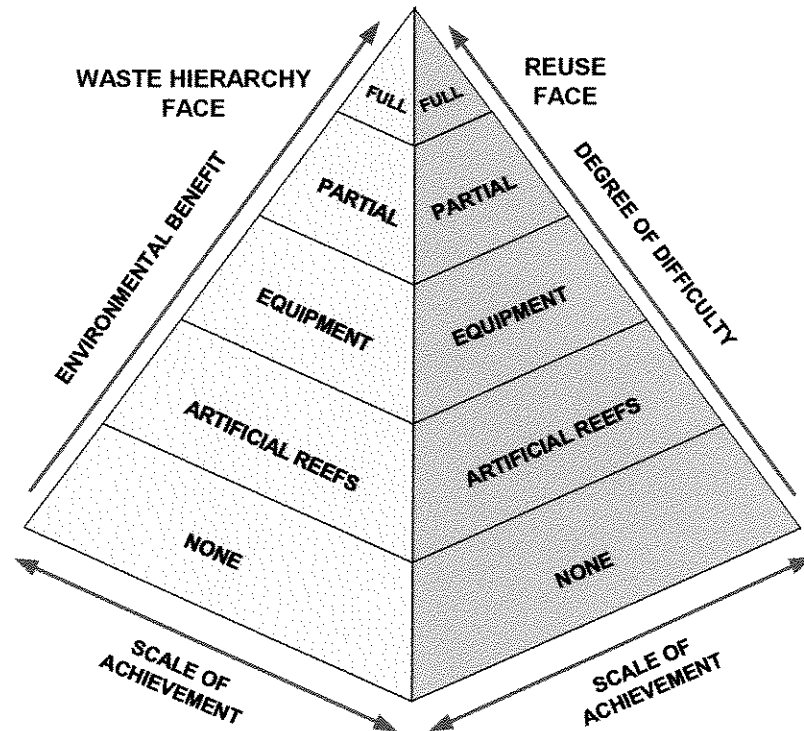 WASTE HIERARCHY
FACE
REUSE
FACE
ENVIRONMENTAL BENEFIT
DEGREE OF DIFFICULTY
FULL
FULL
PARTIAL
PARTIAL
EQUIPMENT
EQUIPMENT
ARTIFICIAL REEFS
ARTIFICIAL REEFS
NONE
NONE
SCALE OF
ACHIEVEMENT
SCALE OF
ACHIEVEMENT